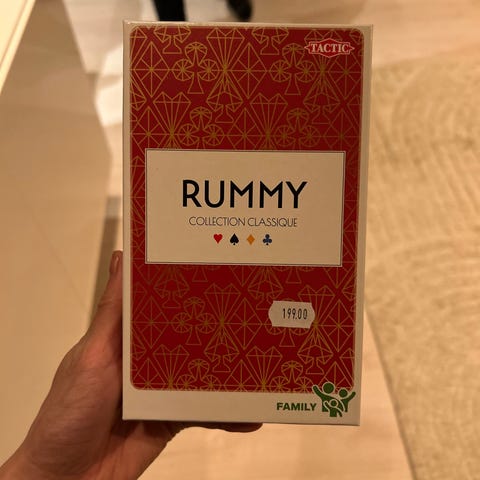 TACTIC
RUMMY
COLLECTION CLASSIQUE
199.00
FAMILY